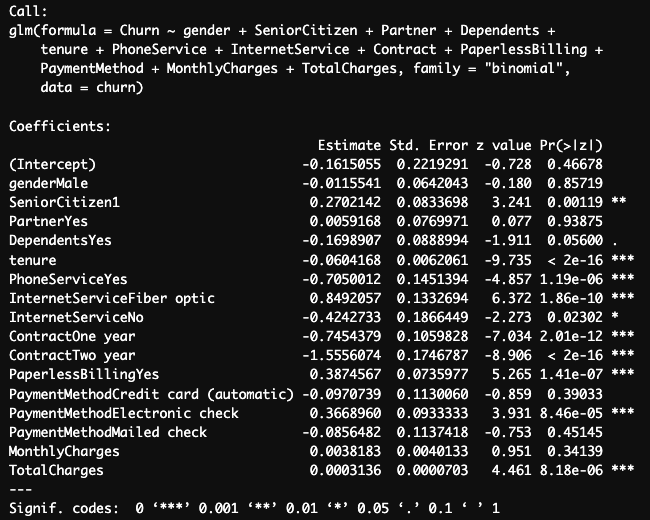 Call:
glm(formula = Churn ~ gender + SeniorCitizen + Partner + Dependents +
    tenure + PhoneService + InternetService + Contract + PaperlessBilling +
    PaymentMethod + MonthlyCharges + TotalCharges, family = "binomial",
    data = churn)

Coefficients:
                                       Estimate Std. Error z value Pr(>|z|)
(Intercept)                          -0.1615055  0.2219291  -0.728  0.46678
genderMale                           -0.0115541  0.0642043  -0.180  0.85719
SeniorCitizen1                        0.2702142  0.0833698   3.241  0.00119 **
PartnerYes                            0.0059168  0.0769971   0.077  0.93875
DependentsYes                        -0.1698907  0.0889994  -1.911  0.05600 .
tenure                               -0.0604168  0.0062061  -9.735  < 2e-16 ***
PhoneServiceYes                      -0.7050012  0.1451394  -4.857 1.19e-06 ***
InternetServiceFiber optic            0.8492057  0.1332694   6.372 1.86e-10 ***
InternetServiceNo                    -0.4242733  0.1866449  -2.273  0.02302 *
ContractOne year                     -0.7454379  0.1059828  -7.034 2.01e-12 ***
ContractTwo year                     -1.5556074  0.1746787  -8.906  < 2e-16 ***
PaperlessBillingYes                   0.3874567  0.0735977   5.265 1.41e-07 ***
PaymentMethodCredit card (automatic) -0.0970739  0.1130060  -0.859  0.39033
PaymentMethodElectronic check         0.3668960  0.0933333   3.931 8.46e-05 ***
PaymentMethodMailed check            -0.0856482  0.1137418  -0.753  0.45145
MonthlyCharges                        0.0038183  0.0040133   0.951  0.34139
TotalCharges                          0.0003136  0.0000703   4.461 8.18e-06 ***
---
Signif. codes:  0 ‘***’ 0.001 ‘**’ 0.01 ‘*’ 0.05 ‘.’ 0.1 ‘ ’ 1